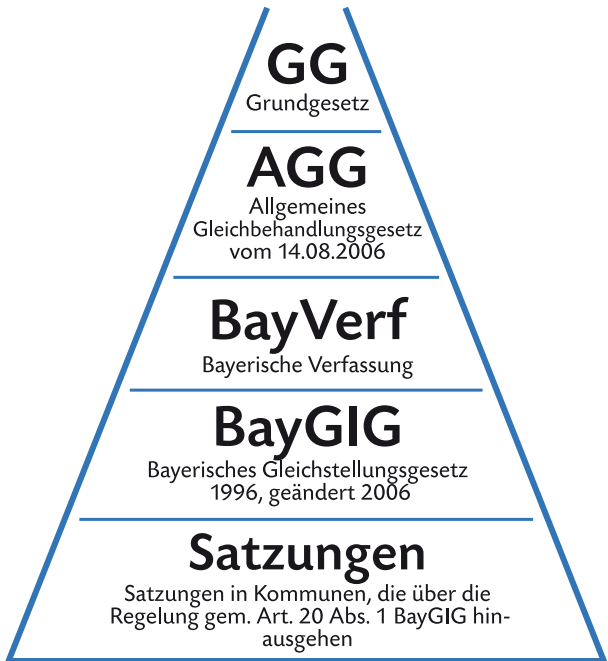 GG
Grundgesetz
AGG
Allgemeines
Gleichbehandlungsgesetz
vom 14.08.2006
BayVerf
Bayerische Verfassung
BayGIG
Bayerisches Gleichstellungsgesetz
1996, geändert 2006
Satzungen
Satzungen in Kommunen, die über die
Regelung gem. Art. 20 Abs. 1 BayGIG hin-
ausgehen